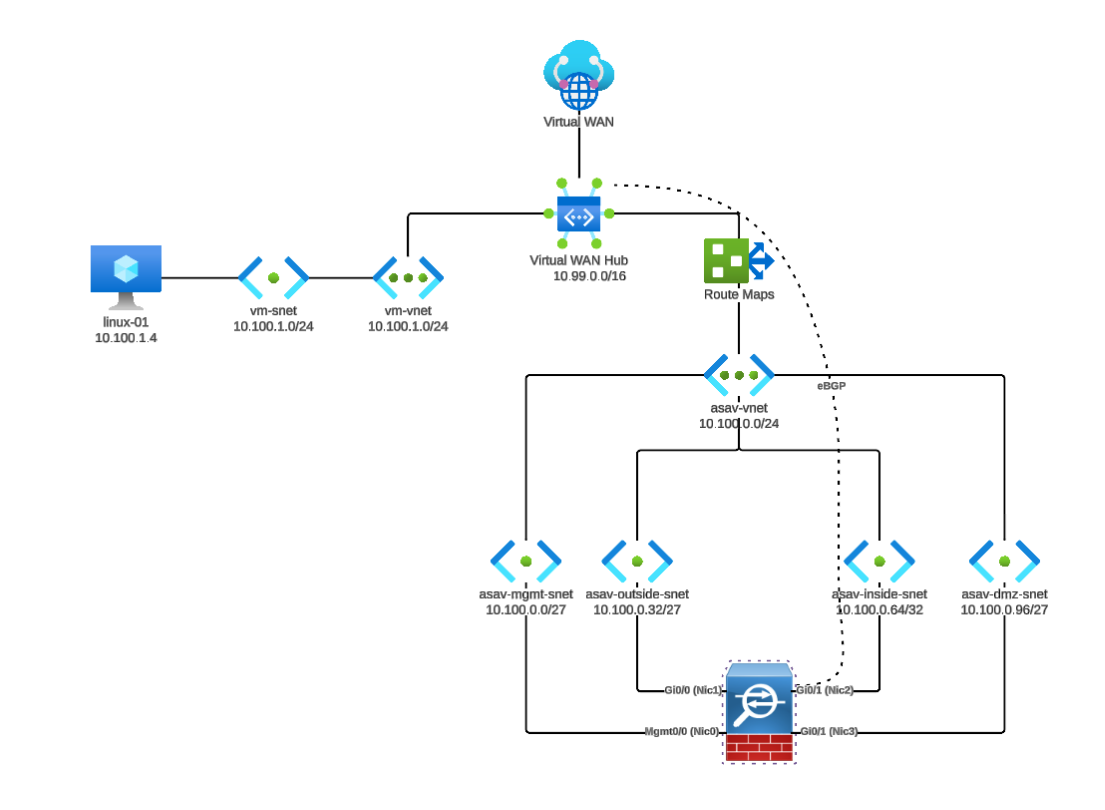 Virtual WAN
Virtual WAN Hub
10.99.0.0/16
Route Maps
linux-01
10.100.1.4
vm-snet
10.100.1.0/24
vm-vnet
10.100.1.0/24
eBGP
asav-vnet
10.100.0.0/24
asav-mgmt-snet
10.100.0.0/27
asav-outside-snet
10.100.0.32/27
asav-inside-snet
10.100.0.64/32
asav-dmz-snet
10.100.0.96/27
Gi0/0 (Nic1)
Gi0/1 (Nic2)
Mgmt0/0 (Nic0)
Gi0/1 (Nic3)